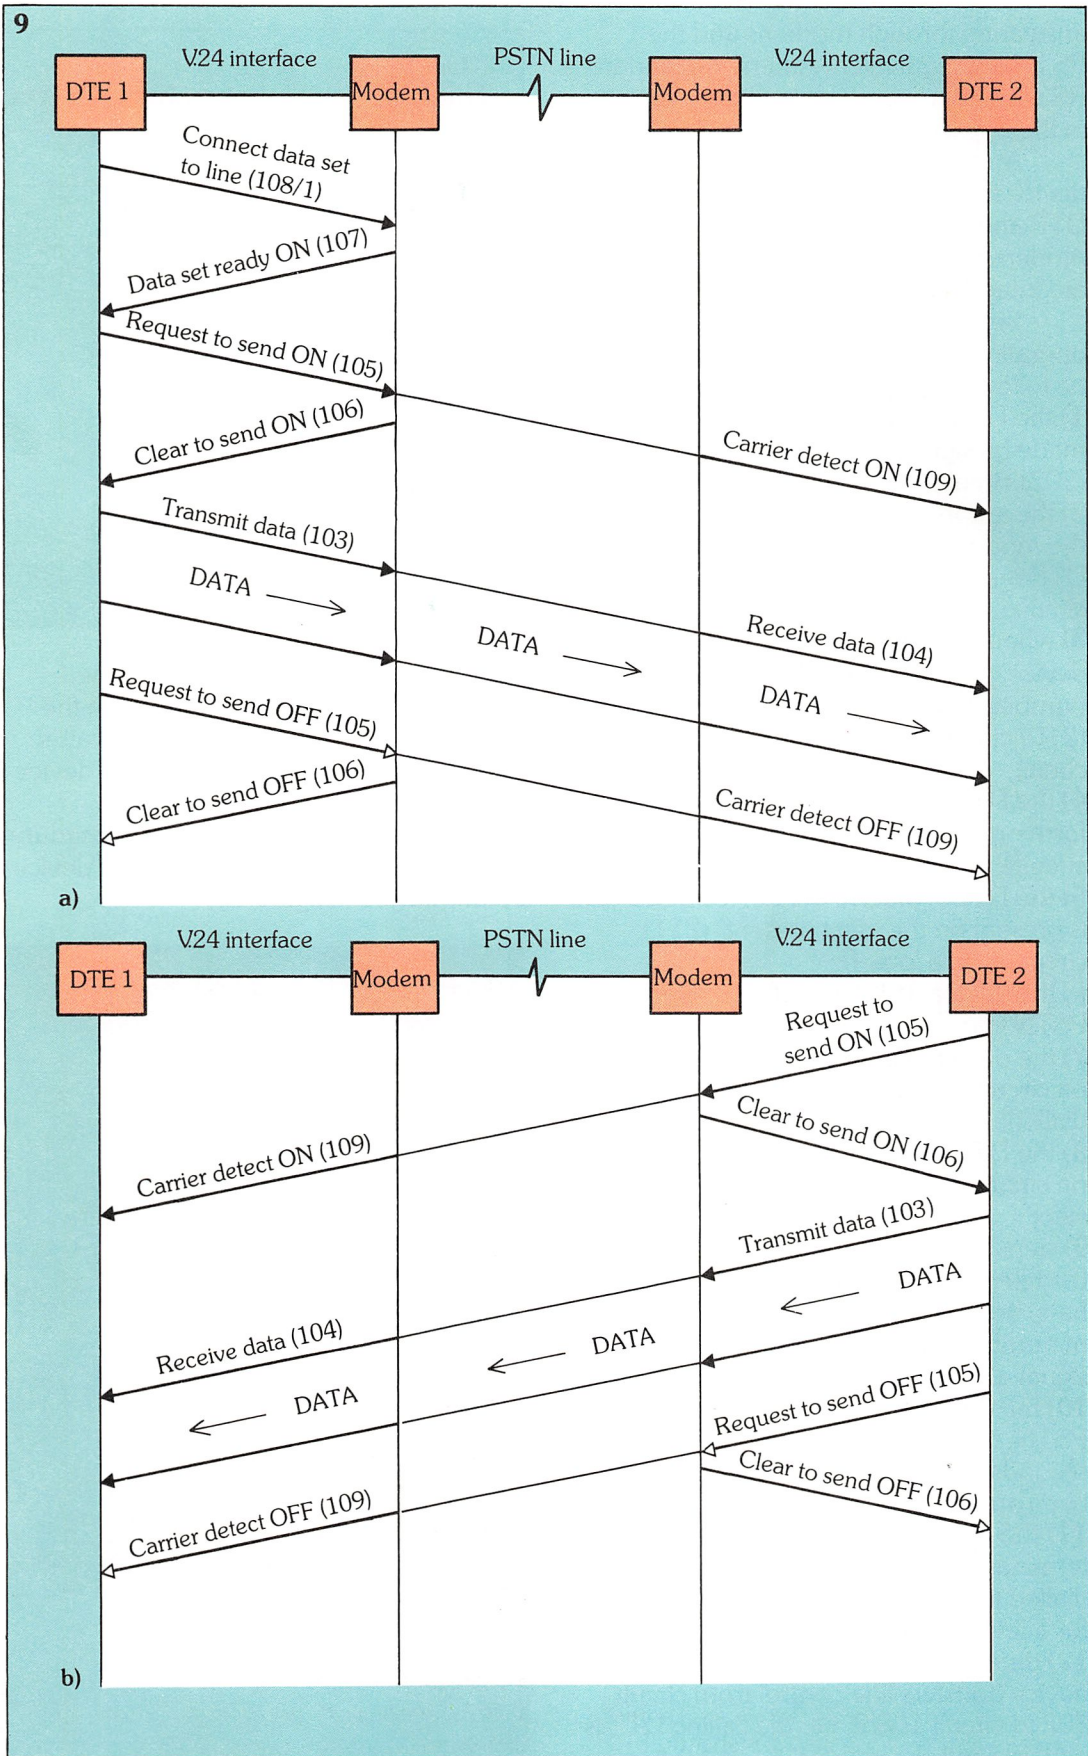 9
V.24 interface
PSTN line
V.24 interface
DTE 1
Modem
Modem
DTE 2
Connect data set
to line (108/1)
Data set ready ON (107)
Request to send ON (105)
Clear to send ON (106)
Carrier detect ON (109)
Transmit data (103)
DATA
Receive data (104)
DATA
DATA
Request to send OFF (105)
Clear to send OFF (106)
Carrier detect OFF (109)
a)
V.24 interface
PSTN line
V.24 interface
DTE 1
Modem
Modem
DTE 2
Request to
send ON (105)
Clear to send ON (106)
Carrier detect ON (109)
Transmit data (103)
DATA
Receive data (104)
DATA
DATA
Request to send OFF (105)
Clear to send OFF (106)
Carrier detect OFF (109)
b)